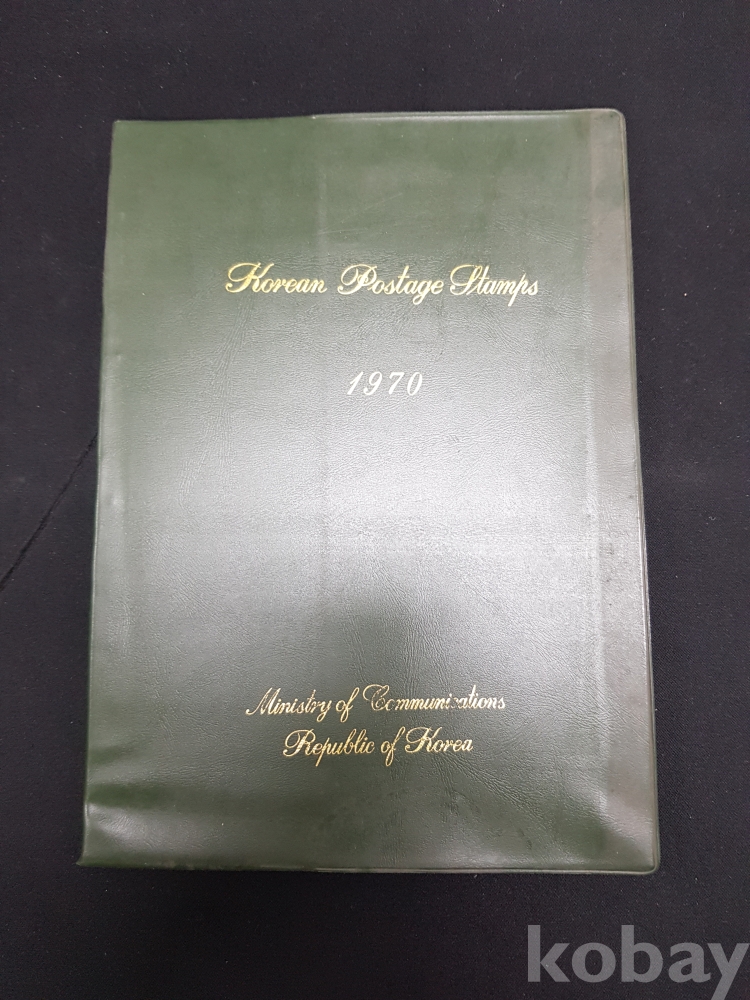 Korean Postage Stamps
1970
Ministry of Communications
Republic of Korea
kobay